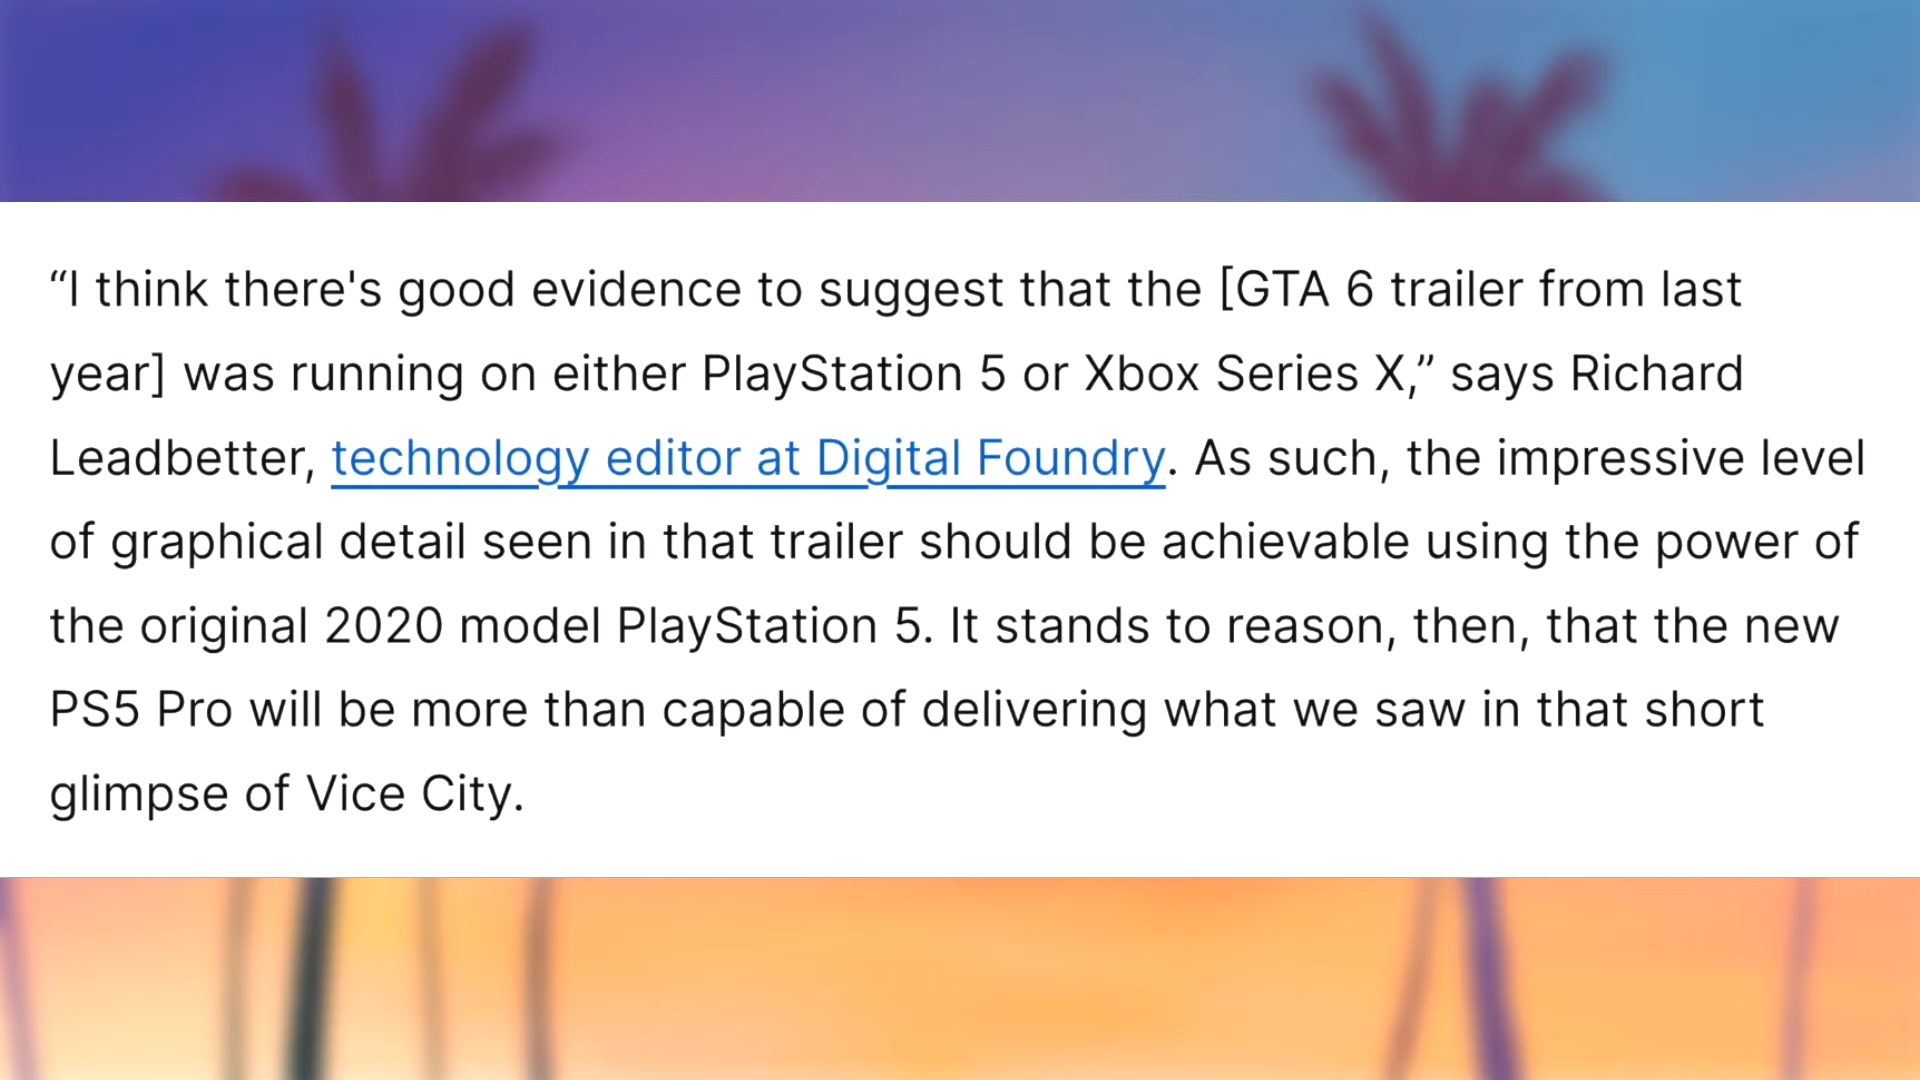 “I think there's good evidence to suggest that the [GTA 6 trailer from last
year] was running on either PlayStation 5 or Xbox Series X,” says Richard
Leadbetter, technology editor at Digital Foundry. As such, the impressive level
of graphical detail seen in that trailer should be achievable using the power of
the original 2020 model PlayStation 5. It stands to reason, then, that the new
PS5 Pro will be more than capable of delivering what we saw in that short
glimpse of Vice City.